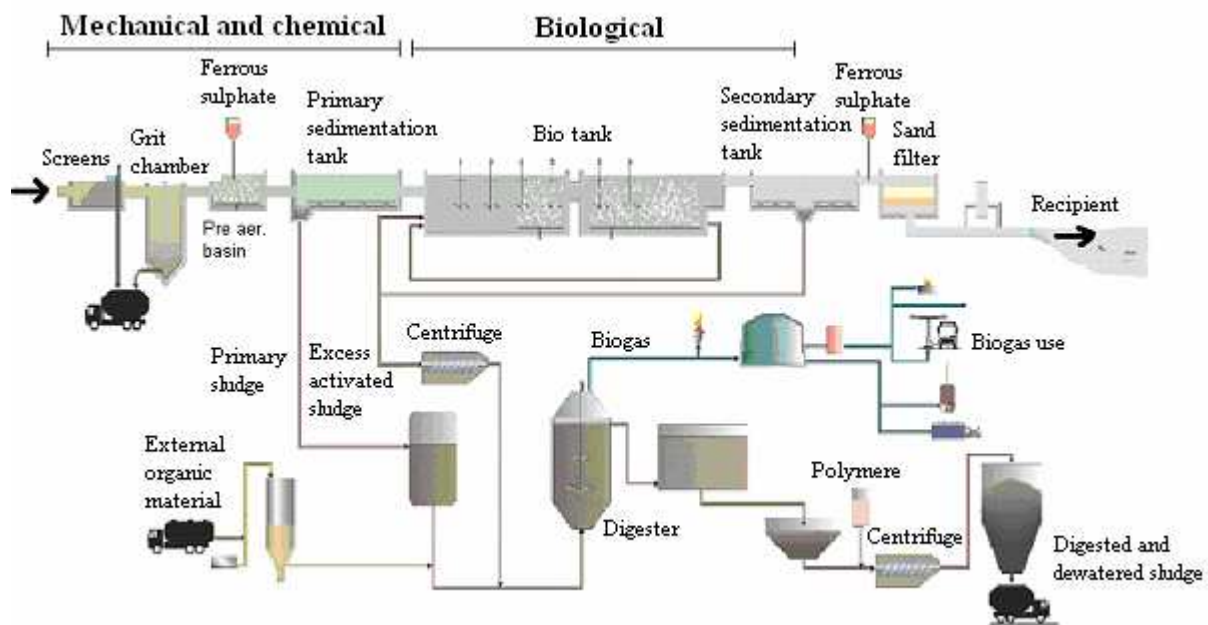 Mechanical and chemical
Biological
Ferrous
sulphate
Primary
sedimentation
tank
Bio tank
Secondary
sedimentation
tank
Ferrous
sulphate
Sand
filter
Screens
Grit
chamber
Pre aer.
basin
Recipient
Primary
sludge
Excess
activated
sludge
Centrifuge
Biogas
Biogas use
External
organic
material
Digester
Polymere
Centrifuge
Digested and
dewatered sludge